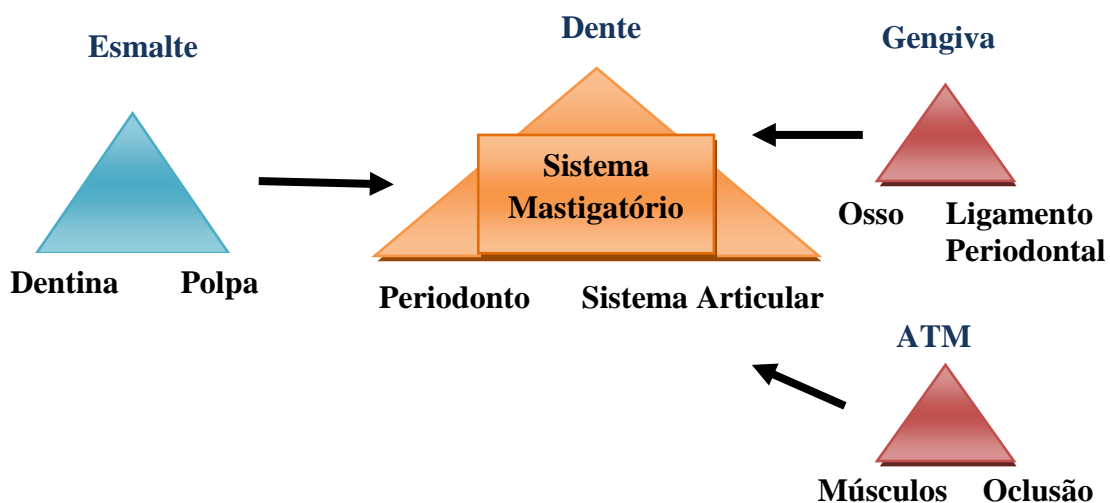 Esmalte
Dentina Polpa
Dente
Sistema
Mastigatório
Periodonto Sistema Articular
Gengiva
Osso Ligamento
Periodontal
ATM
Músculos Oclusão